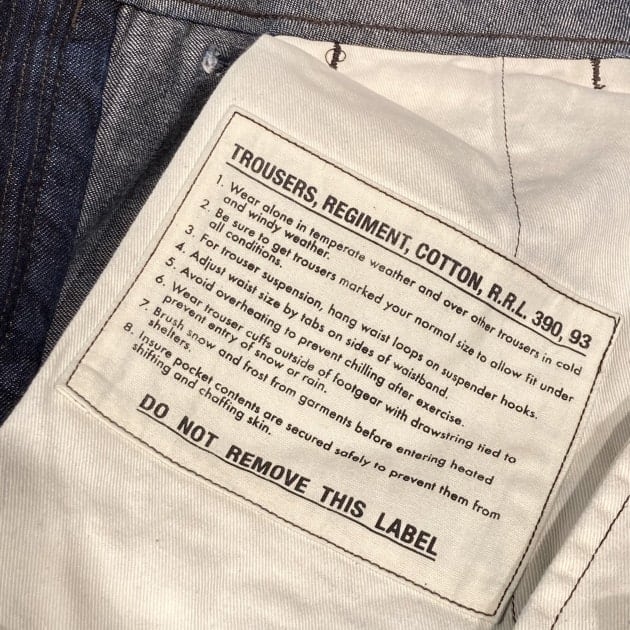 TROUSERS, REGIMENT, COTTON, R.R.L. 390, 93
1. Wear alone in temperate weather and over other trousers in cold
and windy weather.
2. Be sure to get trousers marked your normal size to allow fit under
all conditions.
3. For trouser suspension, hang waist loops on suspender hooks.
4. Adjust waist size by tabs on sides of waistband.
5. Avoid overheating to prevent chilling after exercise.
6. Wear trouser cuffs outside of footgear with drawstring tied to
prevent entry of snow or rain.
7. Brush snow and frost from garments before entering heated
shelters.
8. Insure pocket contents are secured safely to prevent them from
shifting and chaffing skin.
DO NOT REMOVE THIS LABEL